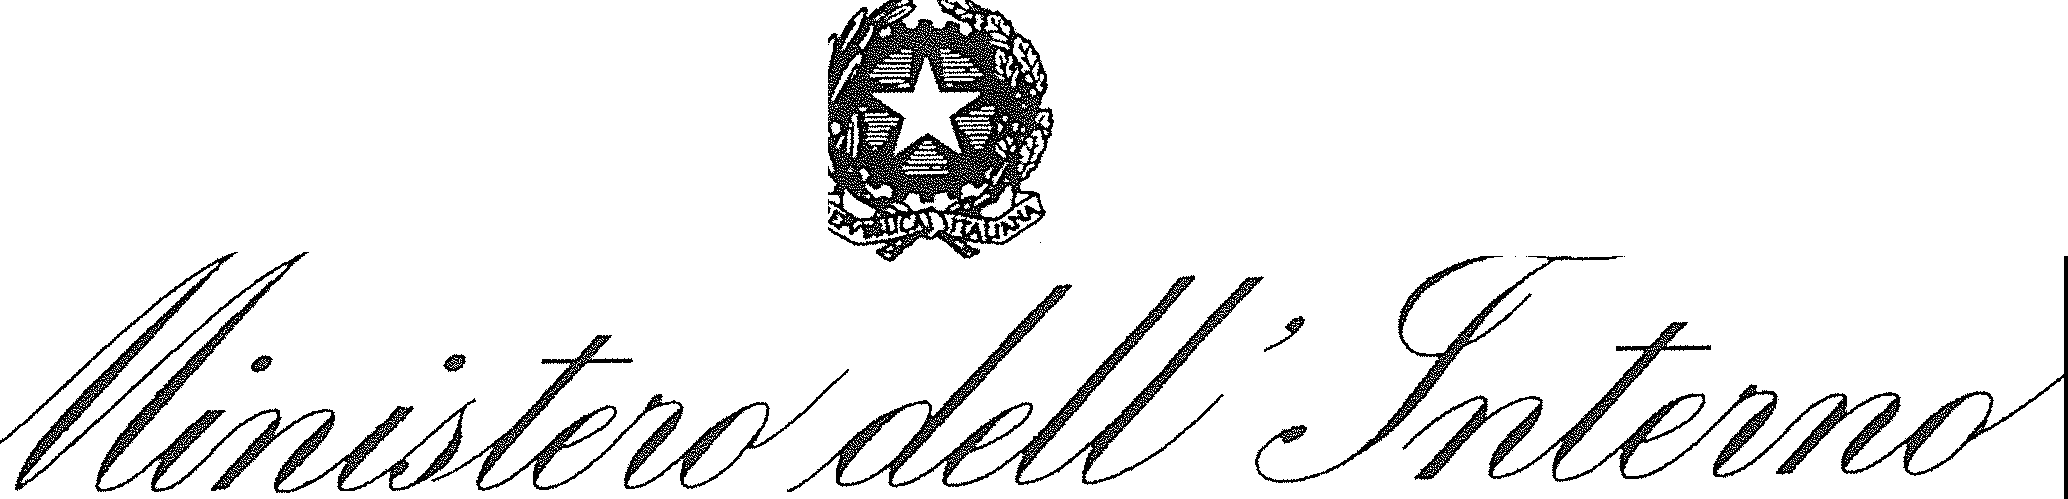 REPUBBLICA ITALIANA
Ministero dell'Interno